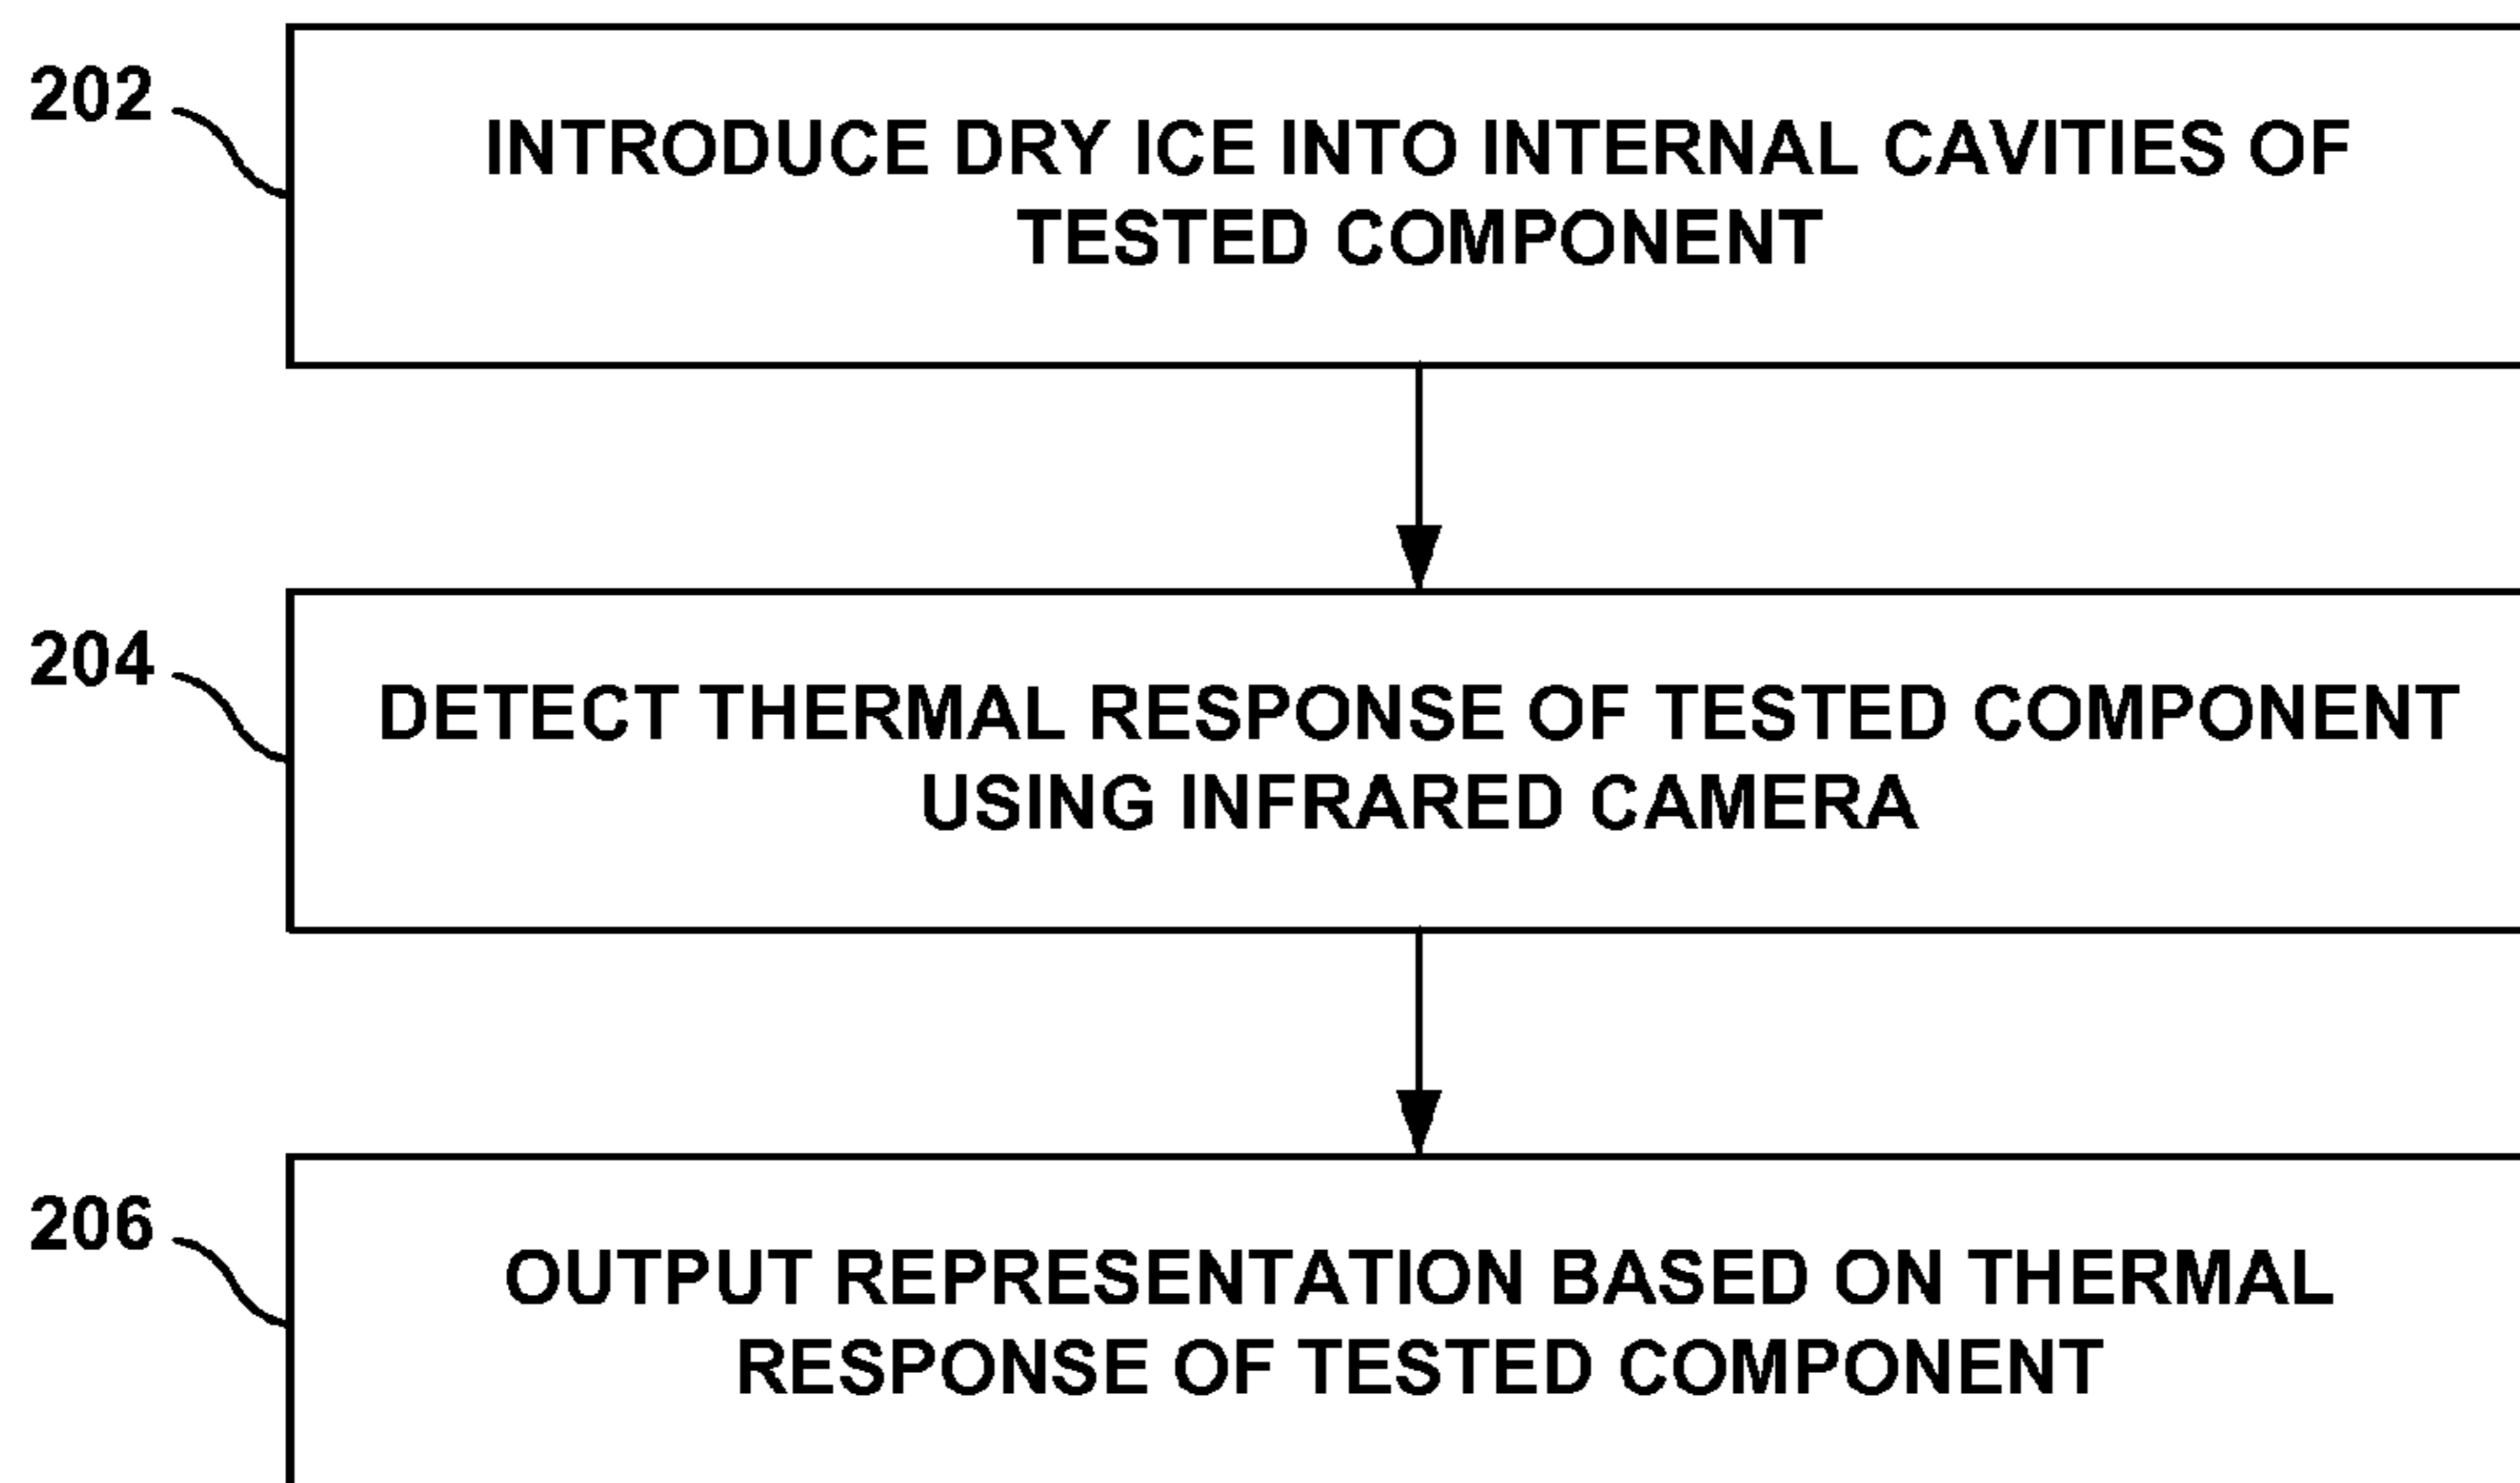 202
INTRODUCE DRY ICE INTO INTERNAL CAVITIES OF
TESTED COMPONENT
204
DETECT THERMAL RESPONSE OF TESTED COMPONENT
USING INFRARED CAMERA
206
OUTPUT REPRESENTATION BASED ON THERMAL
RESPONSE OF TESTED COMPONENT